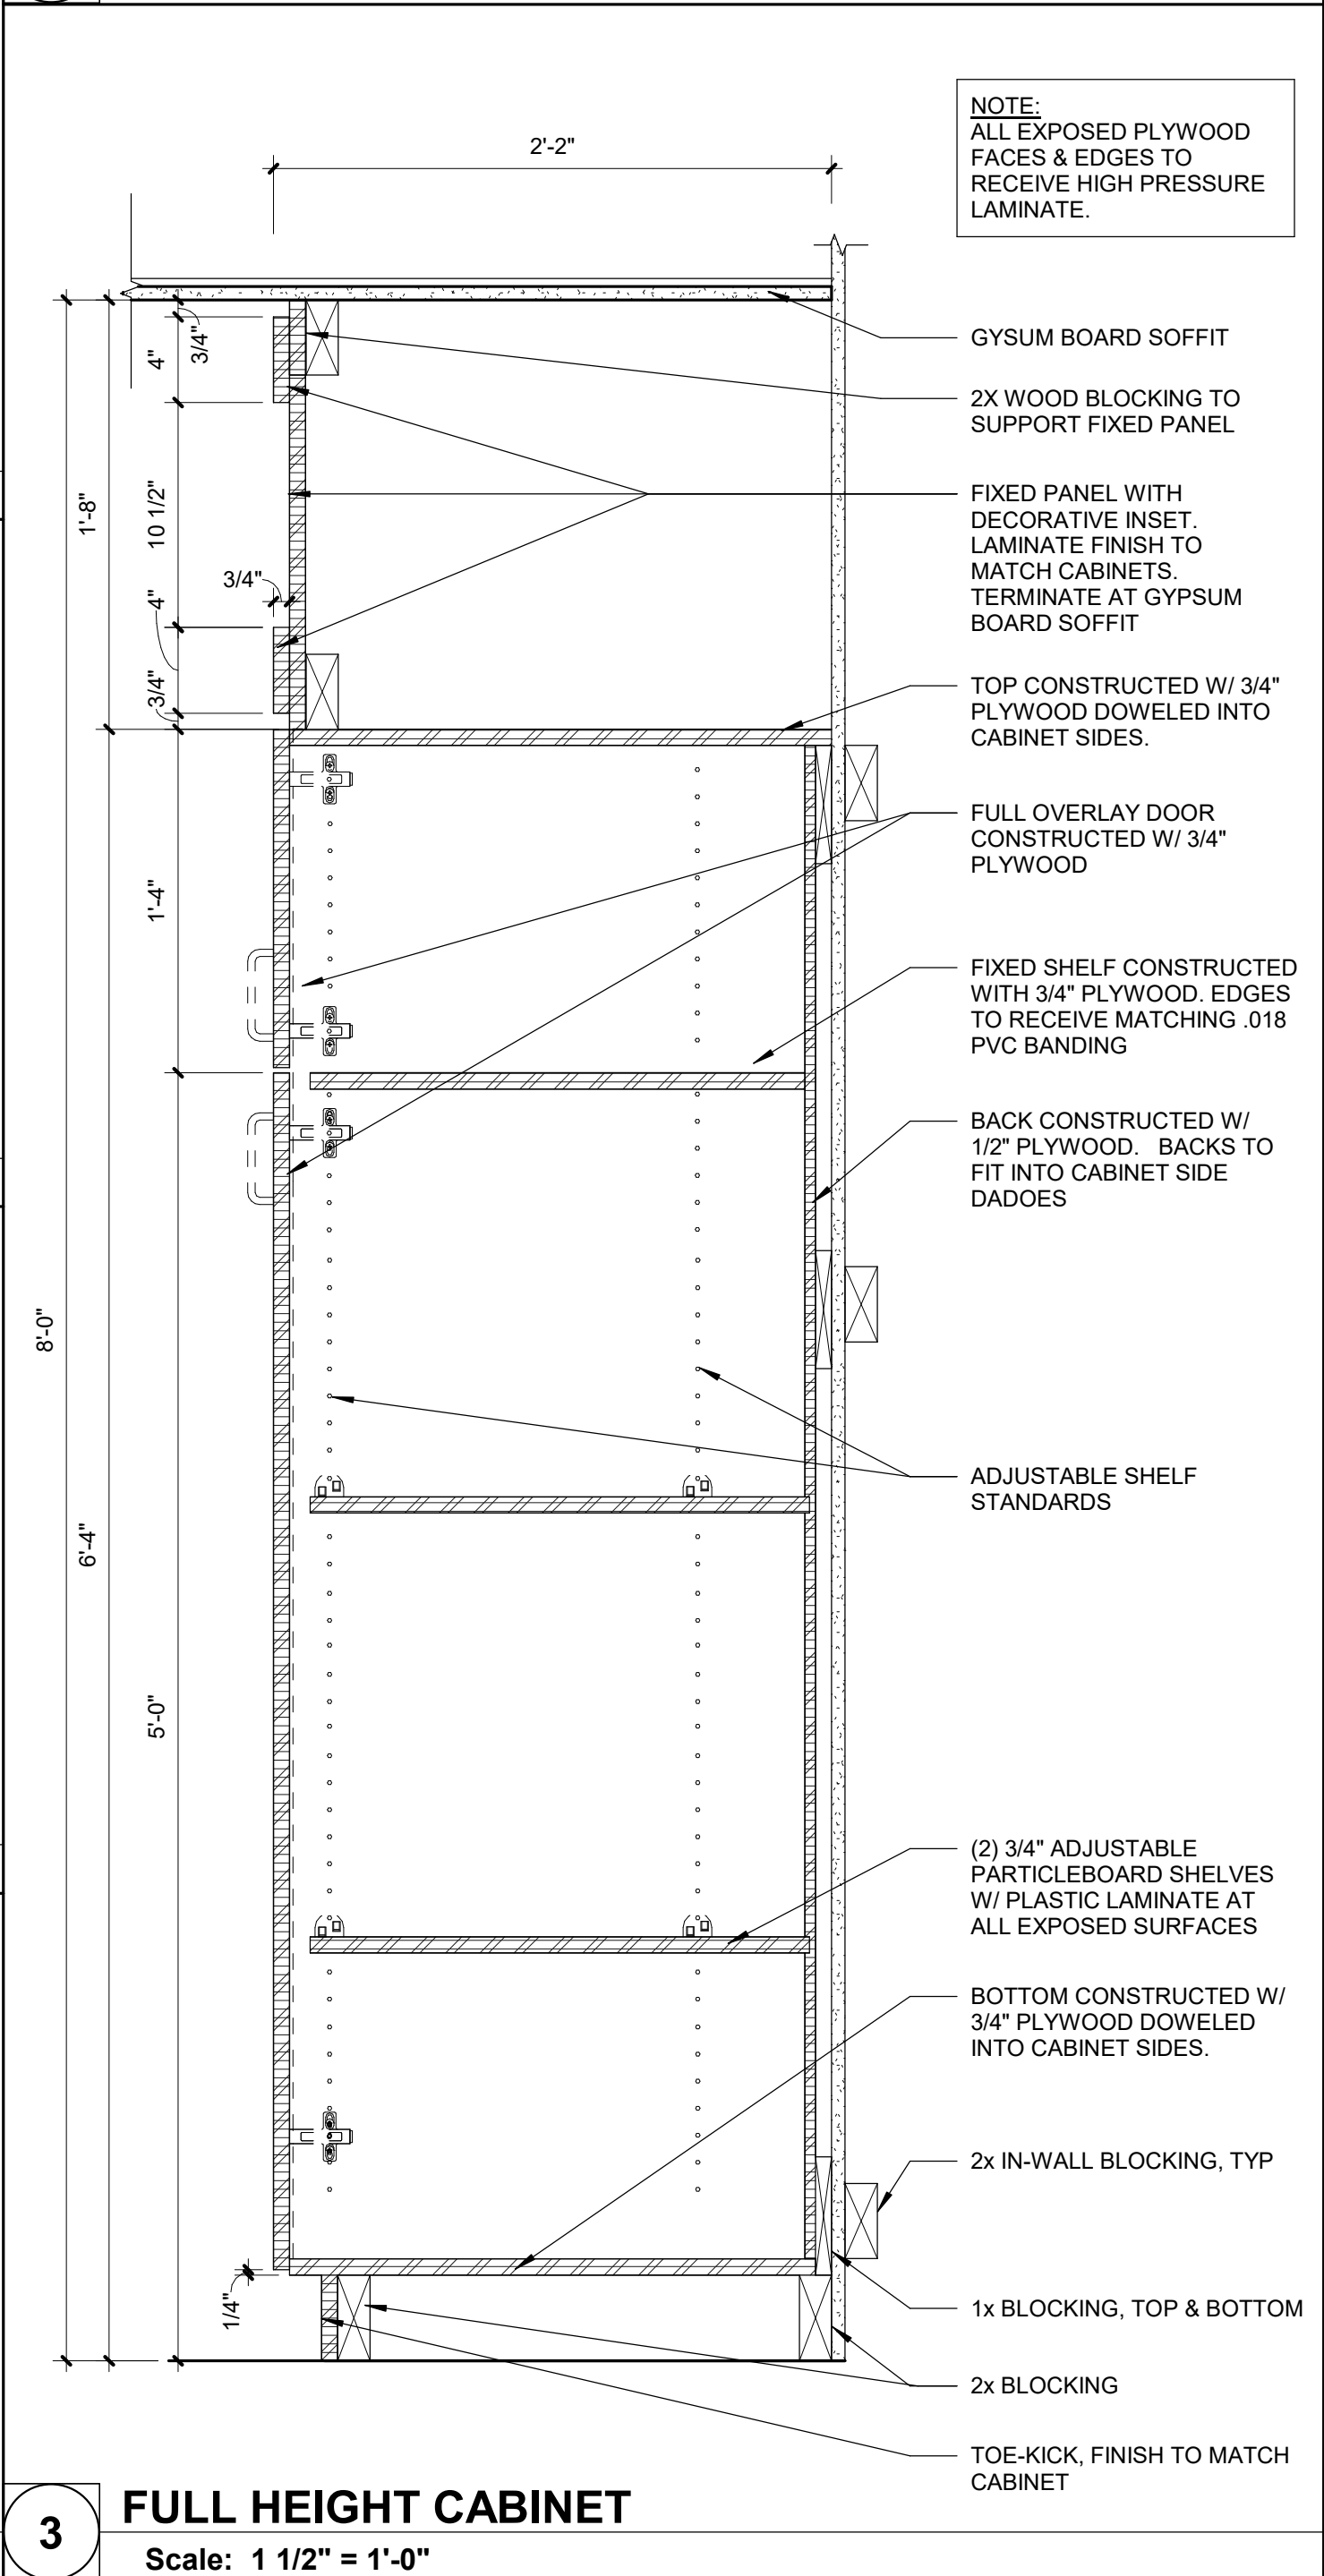 NOTE:
ALL EXPOSED PLYWOOD
FACES & EDGES TO
RECEIVE HIGH PRESSURE
LAMINATE.
2'-2"
GYSUM BOARD SOFFIT
2X WOOD BLOCKING TO
SUPPORT FIXED PANEL
FIXED PANEL WITH
DECORATIVE INSET.
LAMINATE FINISH TO
MATCH CABINETS.
TERMINATE AT GYPSUM
BOARD SOFFIT
TOP CONSTRUCTED W/ 3/4"
PLYWOOD DOWELED INTO
CABINET SIDES.
FULL OVERLAY DOOR
CONSTRUCTED W/ 3/4"
PLYWOOD
FIXED SHELF CONSTRUCTED
WITH 3/4" PLYWOOD. EDGES
TO RECEIVE MATCHING .018
PVC BANDING
BACK CONSTRUCTED W/
1/2" PLYWOOD. BACKS TO
FIT INTO CABINET SIDE
DADOES
ADJUSTABLE SHELF
STANDARDS
(2) 3/4" ADJUSTABLE
PARTICLEBOARD SHELVES
W/ PLASTIC LAMINATE AT
ALL EXPOSED SURFACES
BOTTOM CONSTRUCTED W/
3/4" PLYWOOD DOWELED
INTO CABINET SIDES.
2x IN-WALL BLOCKING, TYP
1x BLOCKING, TOP & BOTTOM
2x BLOCKING
TOE-KICK, FINISH TO MATCH
CABINET
3/4"
4"
10 1/2"
1'-8"
3/4"
4"
3/4"
1'-4"
8'-0"
6'-4"
5'-0"
1/4"
3
FULL HEIGHT CABINET
Scale: 1 1/2" = 1'-0"